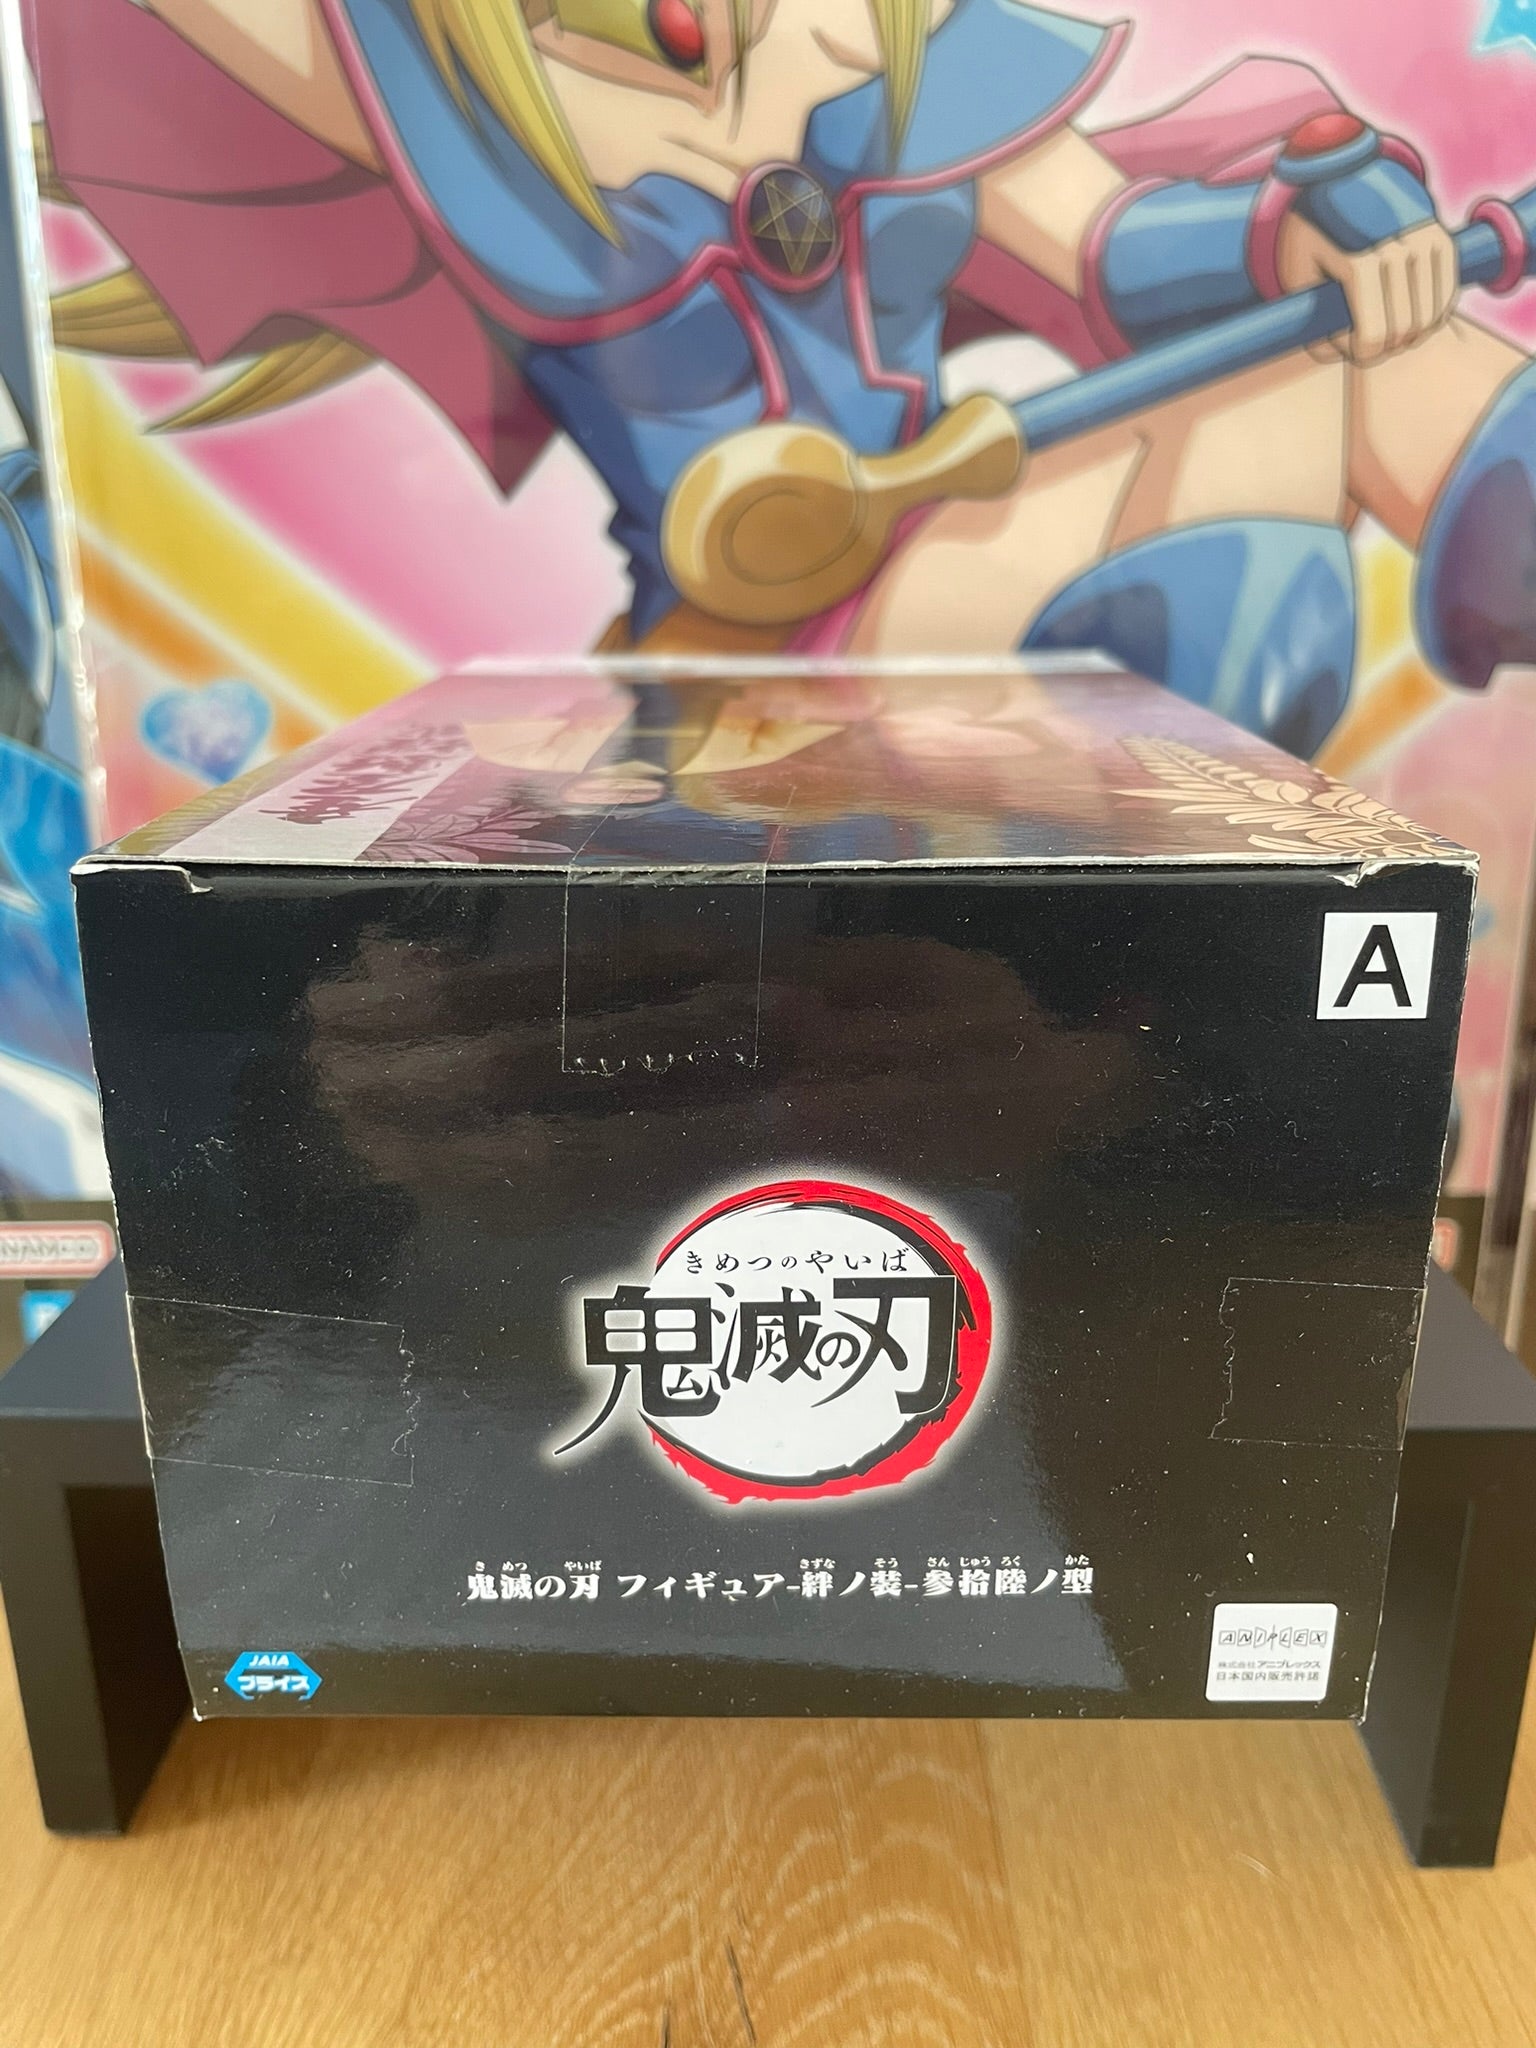 A
きめつのやいば
鬼滅の刃
き めつ やいば きずな そう さん じゅう ろく かた
鬼滅の刃 フィギュア-絆ノ装-参拾陸ノ型
JAIA
プライズ
ANIPLEX
株式会社アニプレックス
日本国内販売許諾